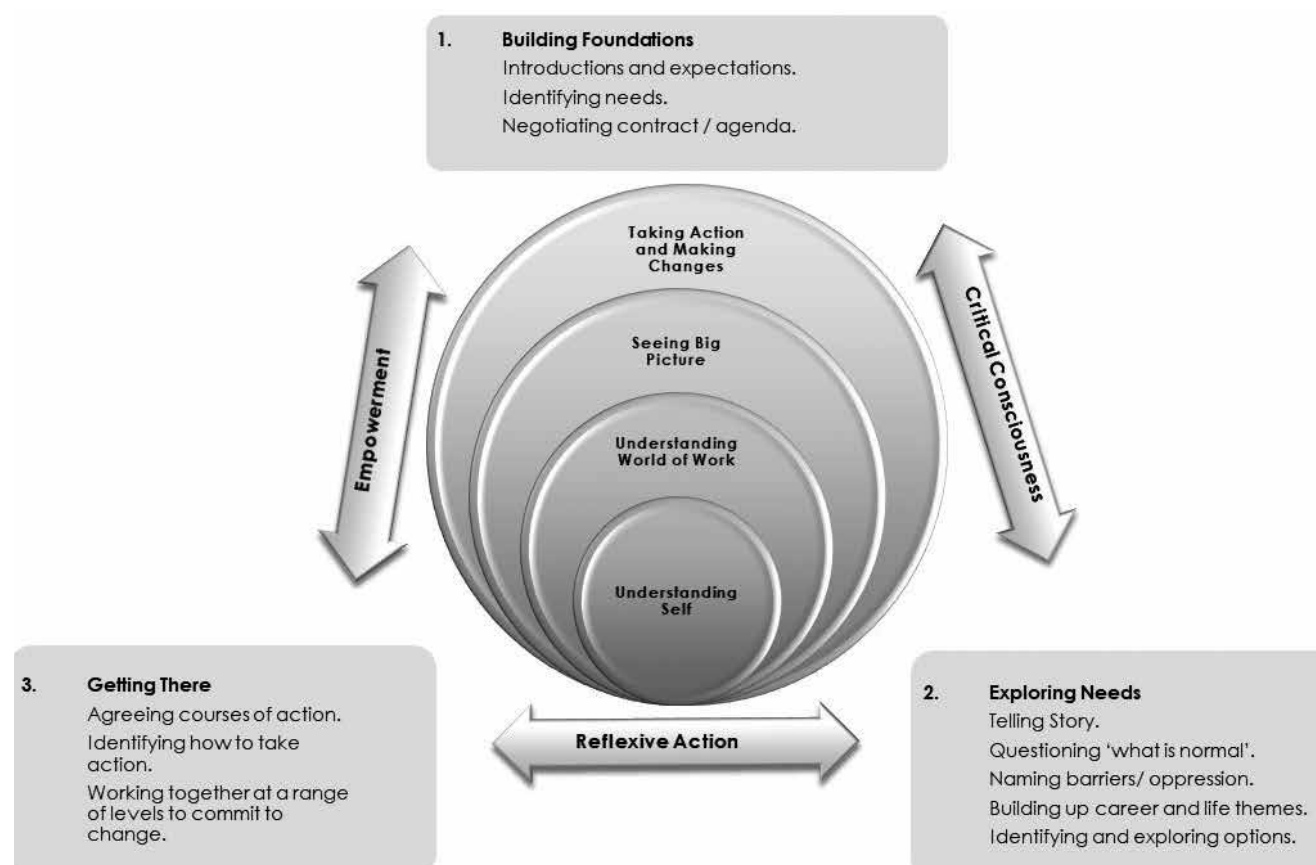 1. Building Foundations
Introductions and expectations.
Identifying needs.
Negotiating contract / agenda.
Taking Action
and Making
Changes
Seeing Big
Picture
Understanding
World of Work
Understanding
Self
Empowerment
Critical Consciousness
Reflexive Action
3. Getting There
Agreeing courses of action.
Identifying how to take
action.
Working together at a range
of levels to commit to
change.
2. Exploring Needs
Telling Story.
Questioning ‘what is normal’.
Naming barriers/ oppression.
Building up career and life themes.
Identifying and exploring options.